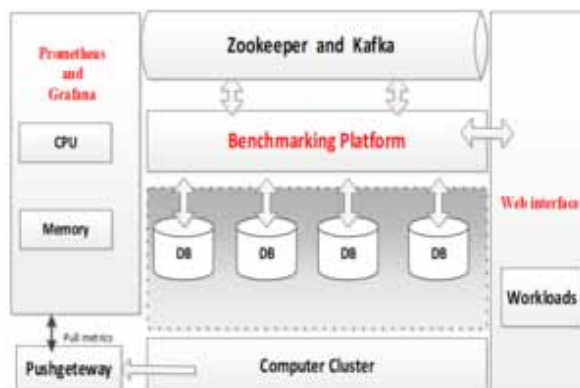 Prometheus
and
Grafana
CPU
Memory
Pull metrics
Pushgeteway
Zookeeper and Kafka
Benchmarking Platform
DB
DB
DB
DB
Computer Cluster
Web interface
Workloads